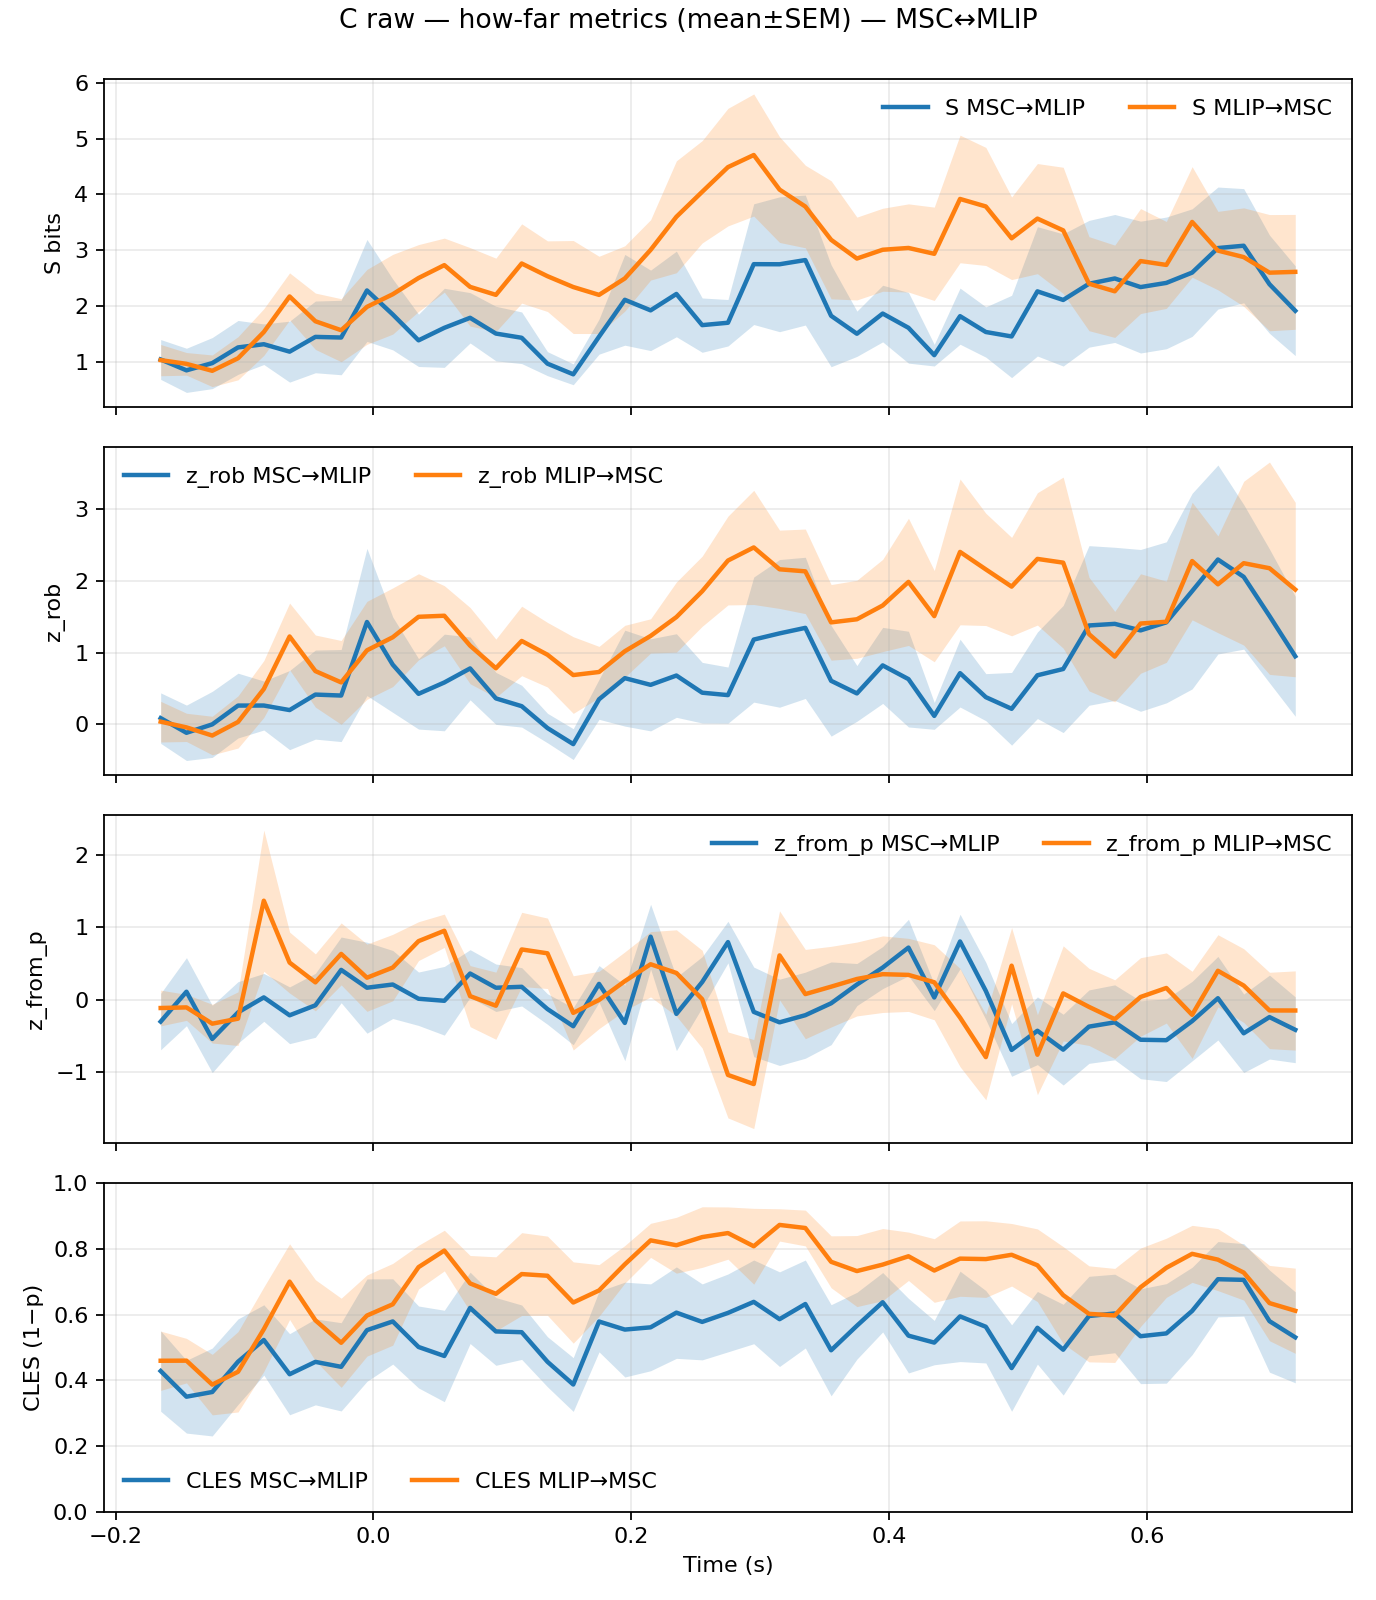 C raw — how-far metrics (mean±SEM) — MSC↔MLIP
6
5
4
3
2
1
S bits
S MSC→MLIP
S MLIP→MSC
3
2
1
0
z_rob
z_rob MSC→MLIP
z_rob MLIP→MSC
2
1
0
−1
z_from_p
z_from_p MSC→MLIP
z_from_p MLIP→MSC
1.0
0.8
0.6
0.4
0.2
0.0
CLES (1−p)
CLES MSC→MLIP
CLES MLIP→MSC
−0.2
0.0
0.2
0.4
0.6
Time (s)